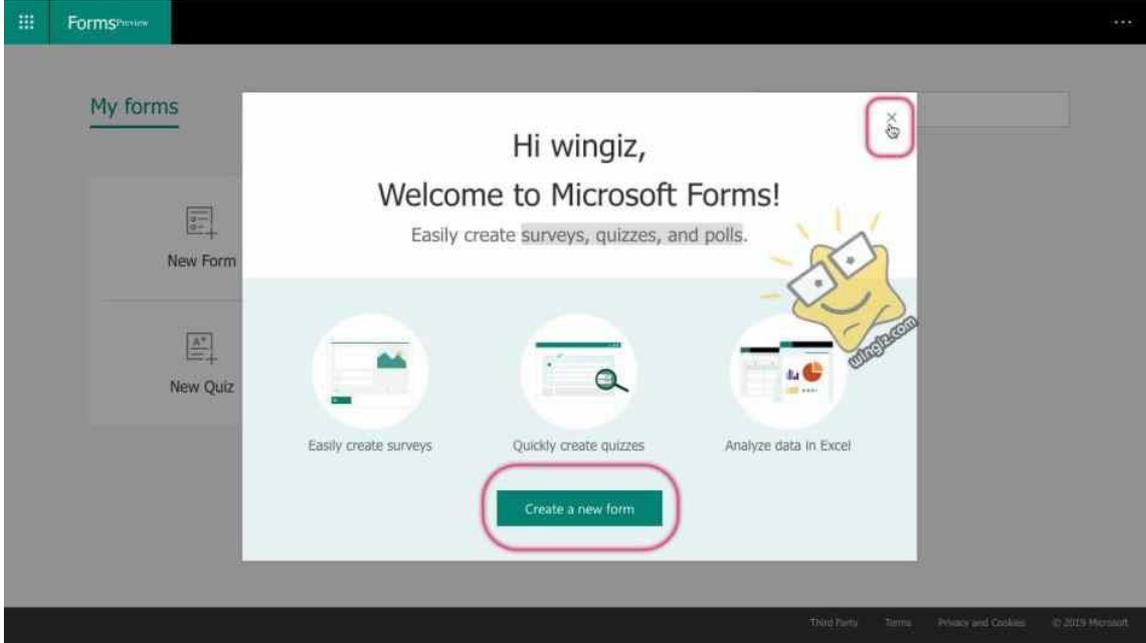 Forms Preview
My forms
Hi wingiz,
Welcome to Microsoft Forms!
Easily create surveys, quizzes, and polls.
New Form
wingiz.com
A+
New Quiz
Easily create surveys
Quickly create quizzes
Analyze data in Excel
Create a new form
Third Party Terms Privacy and Cookies © 2019 Microsoft